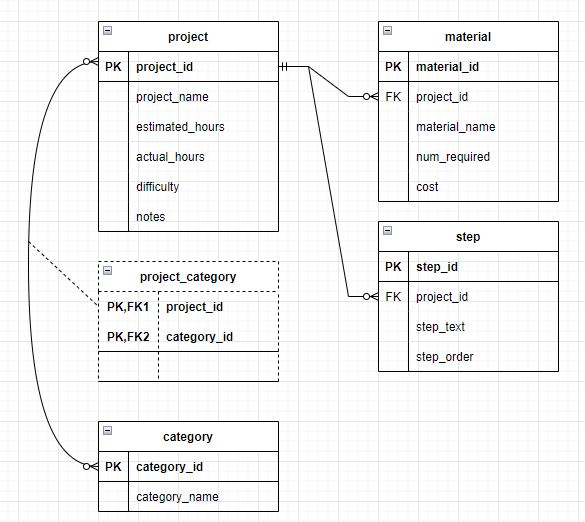 project
PK project_id
project_name
estimated_hours
actual_hours
difficulty
notes
material
PK material_id
FK project_id
material_name
num_required
cost
step
PK step_id
FK project_id
step_text
step_order
project_category
PK,FK1 project_id
PK,FK2 category_id
category
PK category_id
category_name